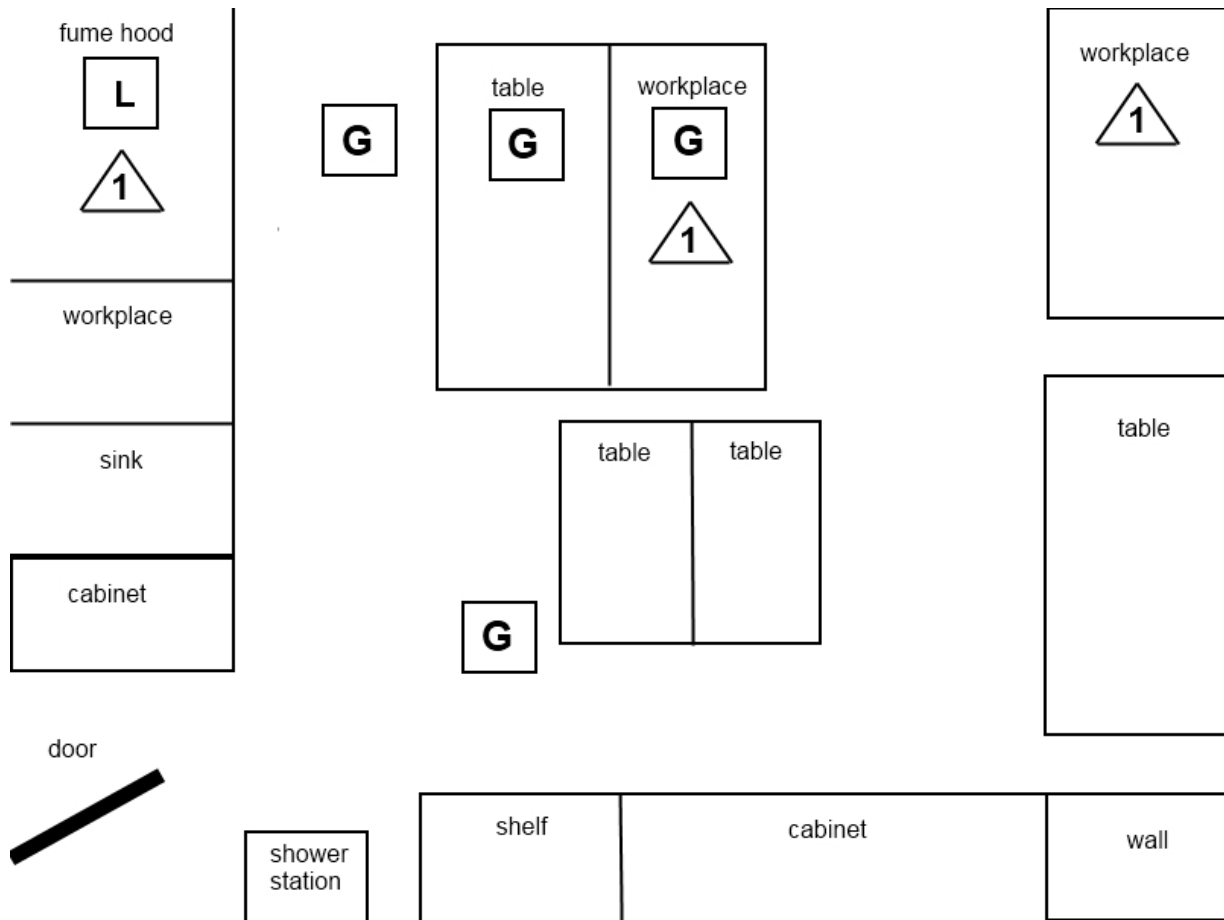 fume hood
L
1
workplace
sink
cabinet
door
G
table
G
workplace
G
1
table
table
G
workplace
1
table
shower
station
shelf
cabinet
wall